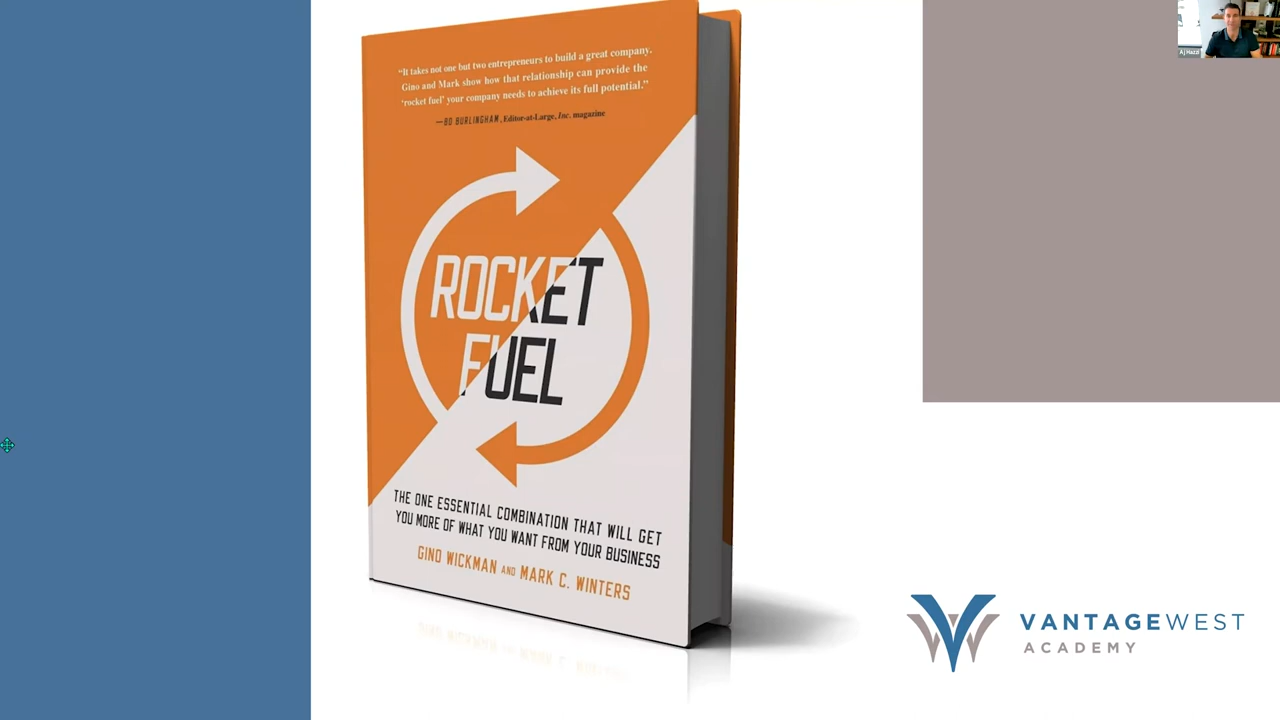 “It takes not one but two entrepreneurs to build a great company.
Gino and Mark show how that relationship can provide the
‘rocket fuel’ your company needs to achieve its full potential.”
—BO BURLINGHAM, Editor-at-Large, Inc. magazine
ROCKET
FUEL
THE ONE ESSENTIAL COMBINATION THAT WILL GET
YOU MORE OF WHAT YOU WANT FROM YOUR BUSINESS
GINO WICKMAN AND MARK C. WINTERS
VANTAGEWEST
ACADEMY
Aj Hazzi